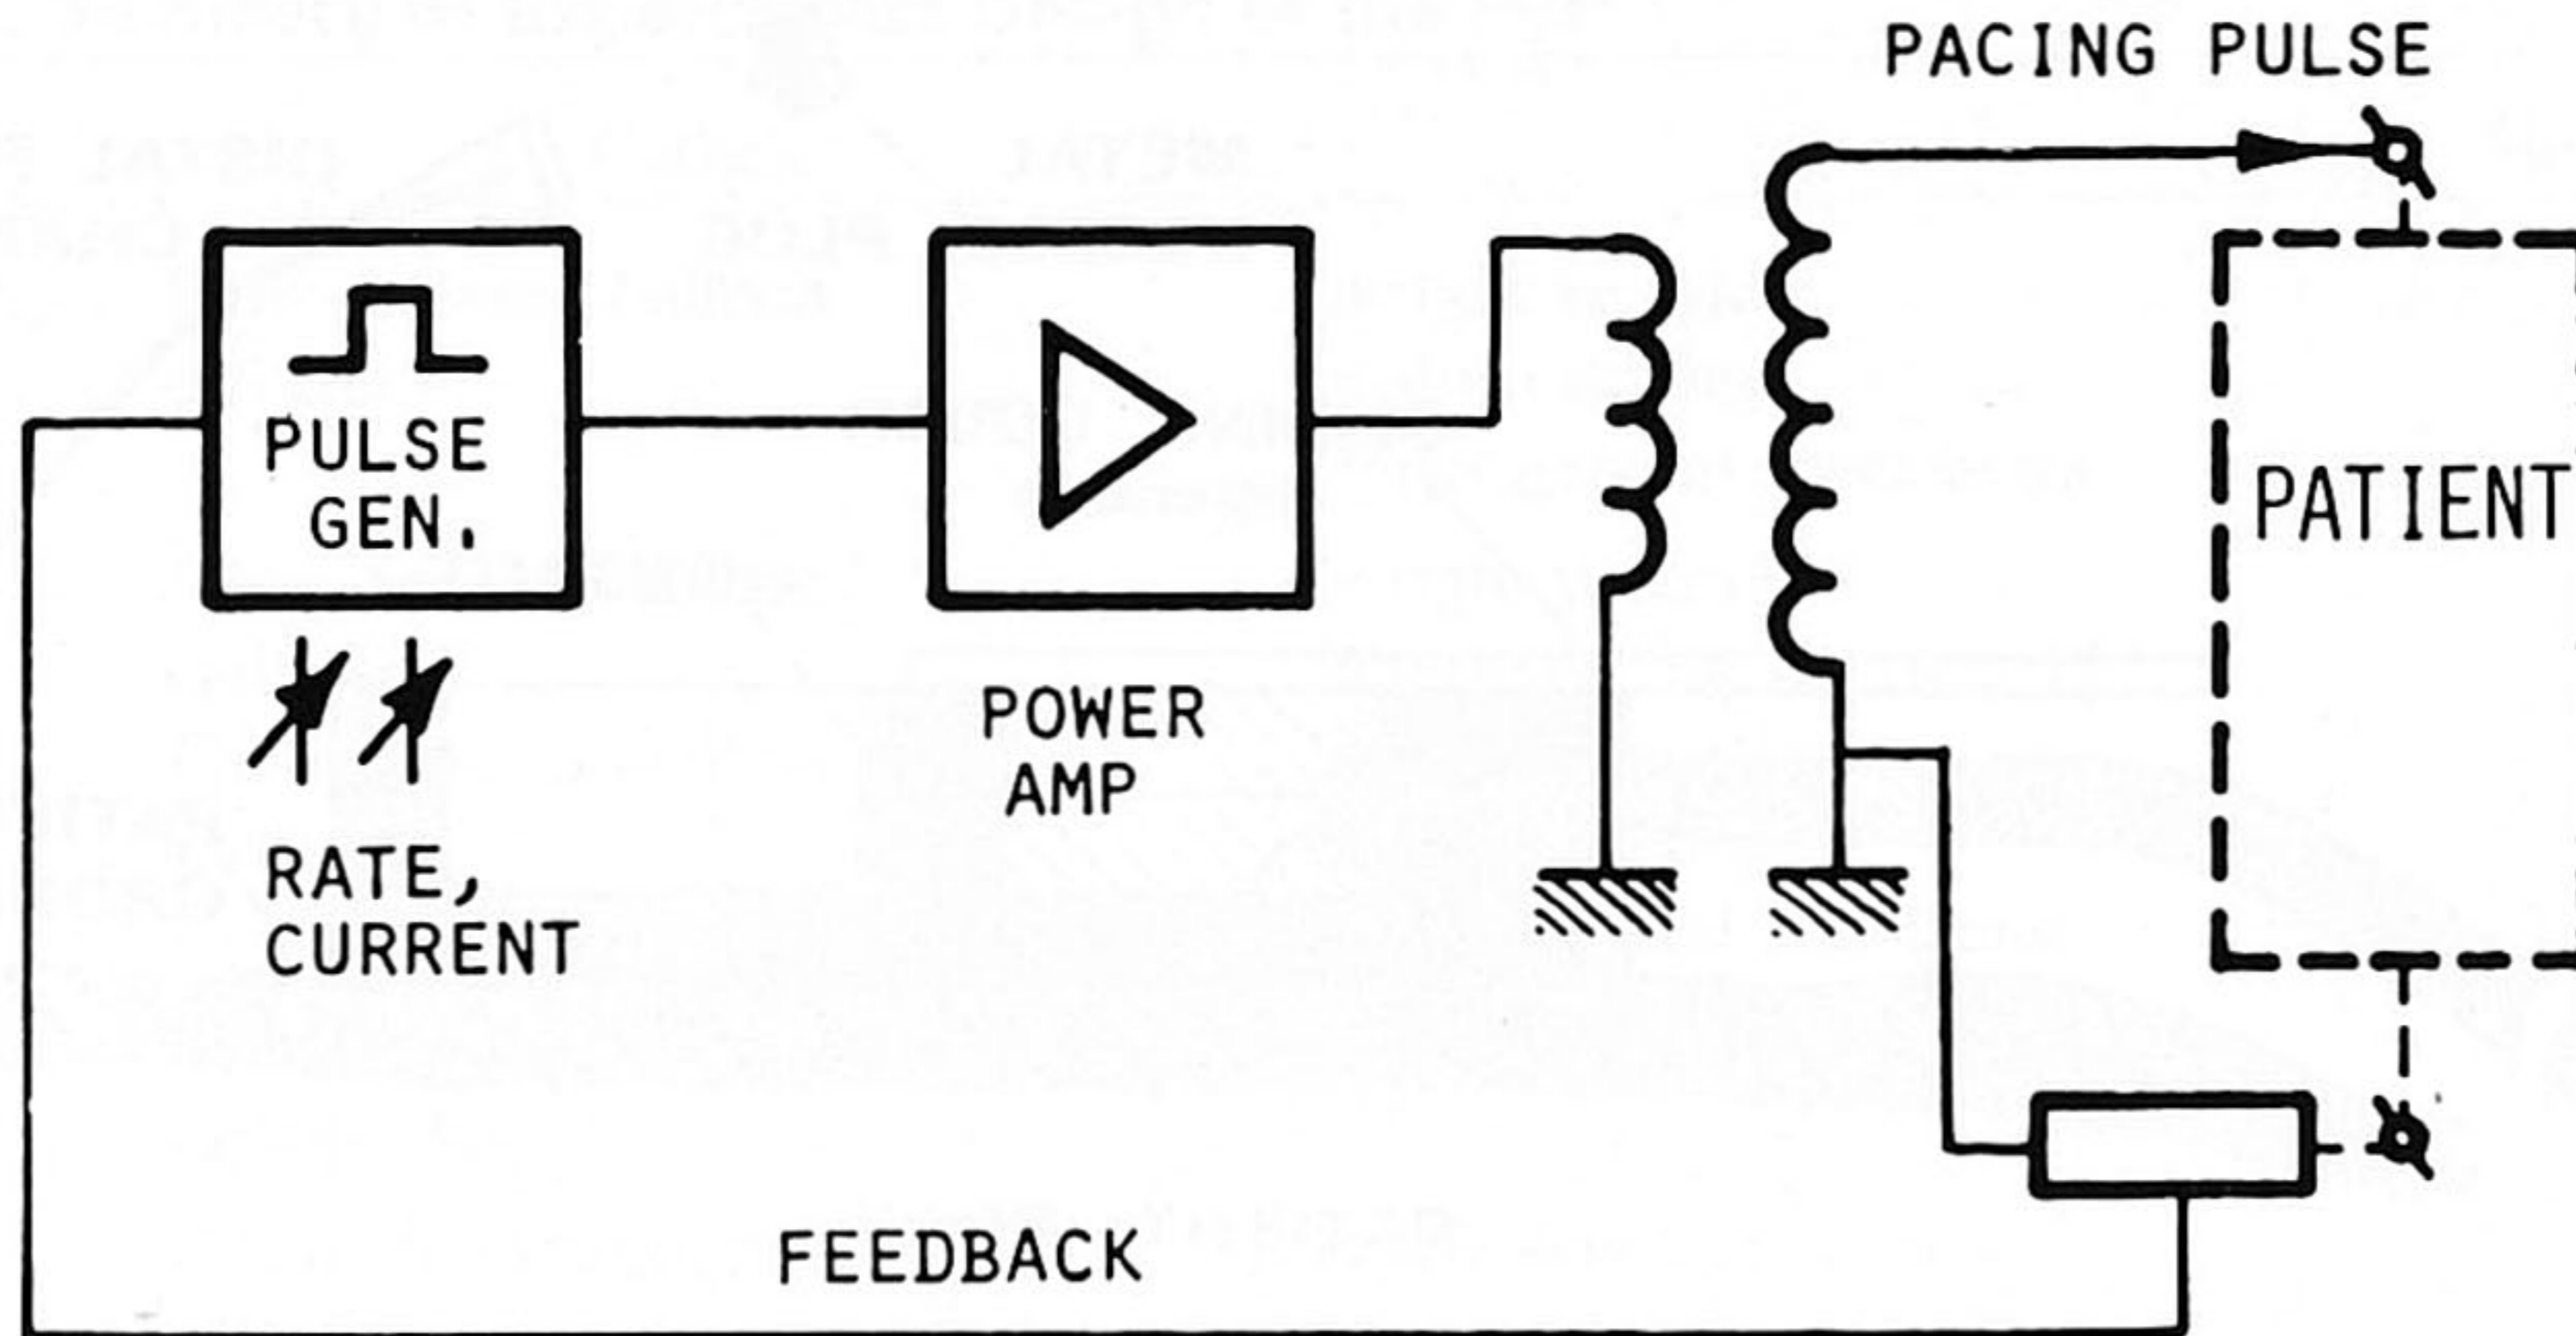 PACING PULSE
PULSE
GEN.
PATIENT
POWER
AMP
RATE,
CURRENT
FEEDBACK